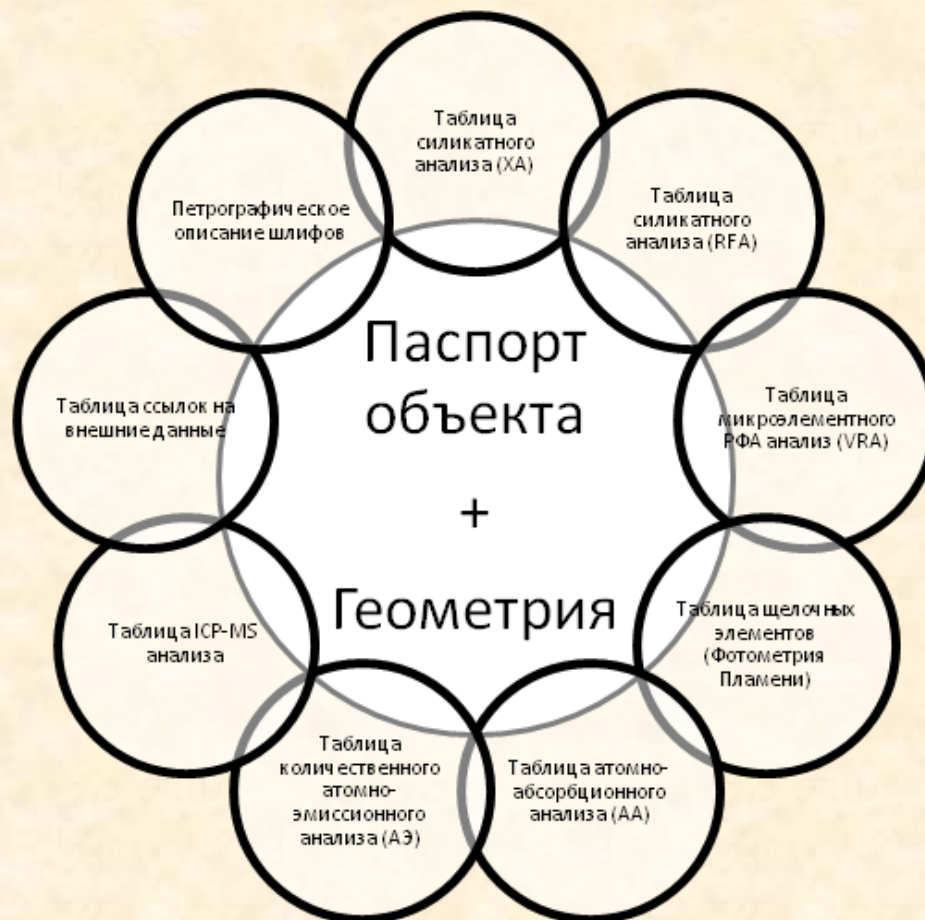 Таблица
силикатного
анализа (ХА)
Таблица
силикатного
анализа (RFA)
Таблица
микроэлементного
РФА анализ (VRA)
Таблица щелочных
элементов
(Фотометрия
Пламени)
Таблица атомно-
абсорбционного
анализа (АА)
Таблица
количественного
атомно-
эмиссионного
анализа (АЭ)
Таблица ICP-MS
анализа
Таблица ссылок на
внешние данные
Петрографическое
описание шлифов
Паспорт
объекта
+
Геометрия